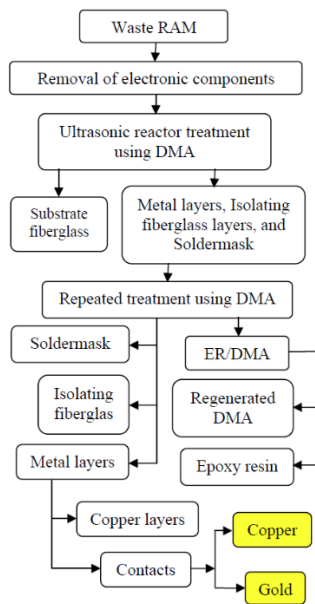 Waste RAM
Removal of electronic components
Ultrasonic reactor treatment
using DMA
Substrate
fiberglass
Metal layers, Isolating
fiberglass layers, and
Soldermask
Repeated treatment using DMA
Soldermask
ER/DMA
Isolating
fiberglas
Regenerated
DMA
Metal layers
Epoxy resin
Copper layers
Copper
Contacts
Gold